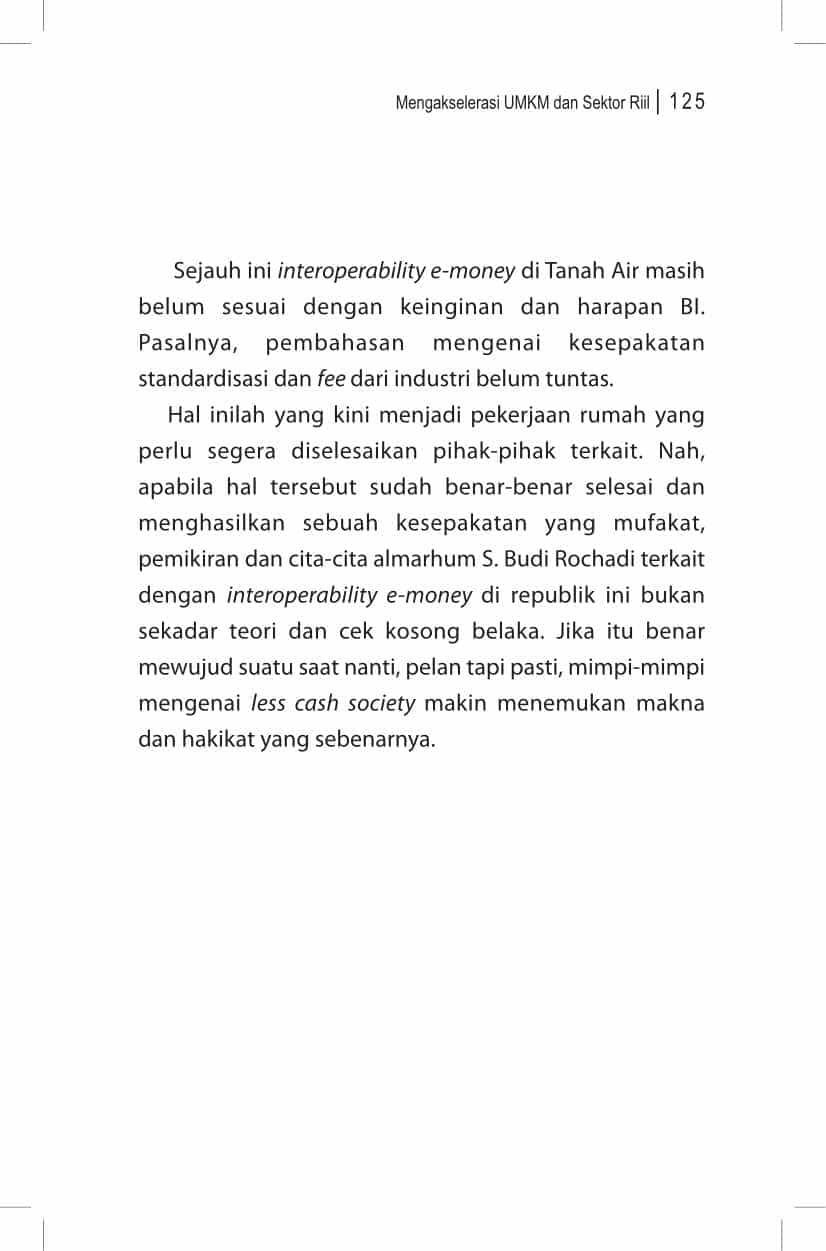 Mengakselerasi UMKM dan Sektor Riil | 125
Sejauh ini interoperability e-money di Tanah Air masih
belum sesuai dengan keinginan dan harapan BI.
Pasalnya, pembahasan mengenai kesepakatan
standardisasi dan fee dari industri belum tuntas.
Hal inilah yang kini menjadi pekerjaan rumah yang
perlu segera diselesaikan pihak-pihak terkait. Nah,
apabila hal tersebut sudah benar-benar selesai dan
menghasilkan sebuah kesepakatan yang mufakat,
pemikiran dan cita-cita almarhum S. Budi Rochadi terkait
dengan interoperability e-money di republik ini bukan
sekadar teori dan cek kosong belaka. Jika itu benar
mewujud suatu saat nanti, pelan tapi pasti, mimpi-mimpi
mengenai less cash society makin menemukan makna
dan hakikat yang sebenarnya.